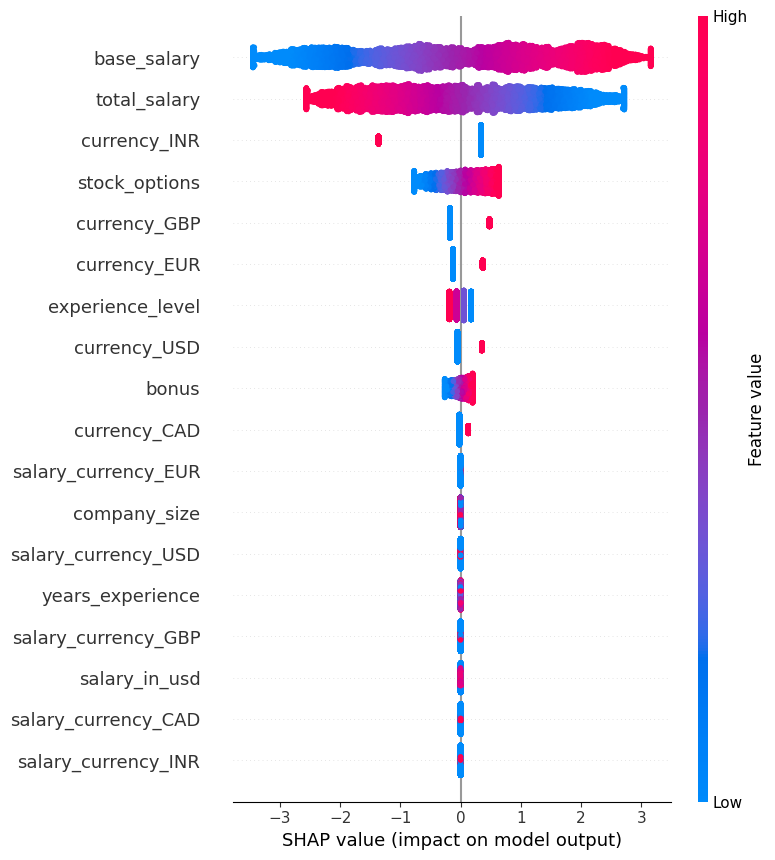 High
base_salary
total_salary
currency_INR
stock_options
currency_GBP
currency_EUR
experience_level
currency_USD
bonus
currency_CAD
salary_currency_EUR
company_size
salary_currency_USD
years_experience
salary_currency_GBP
salary_in_usd
salary_currency_CAD
salary_currency_INR
Feature value
Low
−3 −2 −1 0 1 2 3
SHAP value (impact on model output)